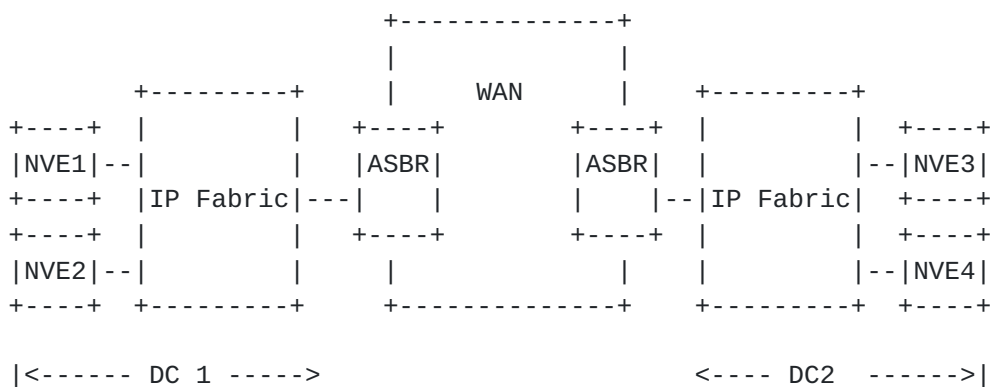 +--------------+
|              |
+---------+     |     WAN      |    +---------+
+----+  |         |   +----+        +----+  |         |  +----+
|NVE1|--|         |   |ASBR|        |ASBR|  |         |--|NVE3|
+----+  |IP Fabric|---|    |        |    |--|IP Fabric|  +----+
+----+  |         |   +----+        +----+  |         |  +----+
|NVE2|--|         |     |              |    |         |--|NVE4|
+----+  +---------+     +--------------+    +---------+  +----+
|<------ DC 1 ----->                        <---- DC2  ------>|